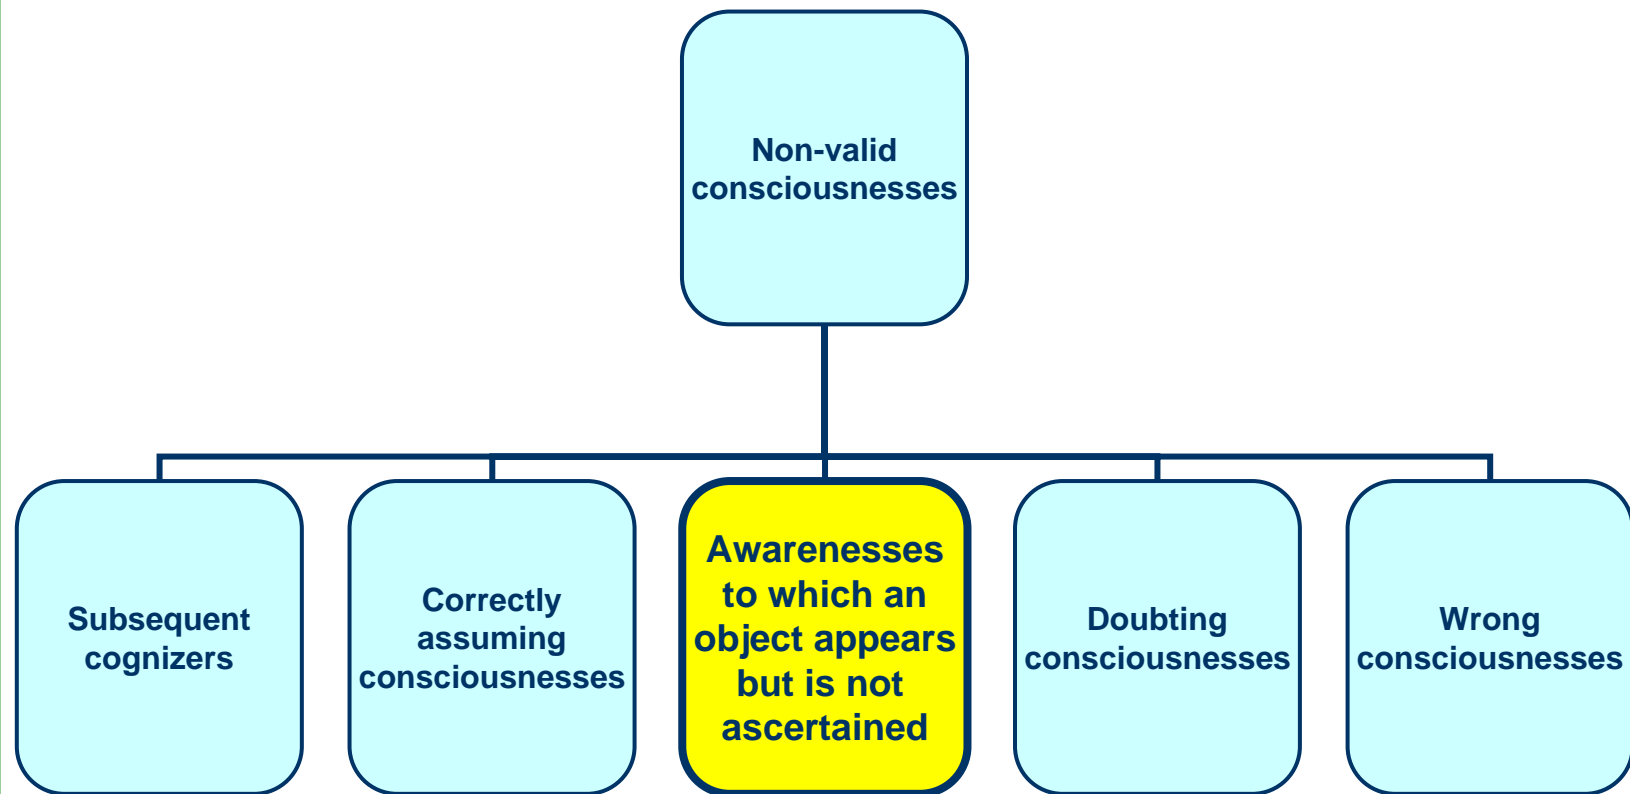 Non-valid
consciousnesses
Subsequent
cognizers
Correctly
assuming
consciousnesses
Awarenesses
to which an
object appears
but is not
ascertained
Doubting
consciousnesses
Wrong
consciousnesses